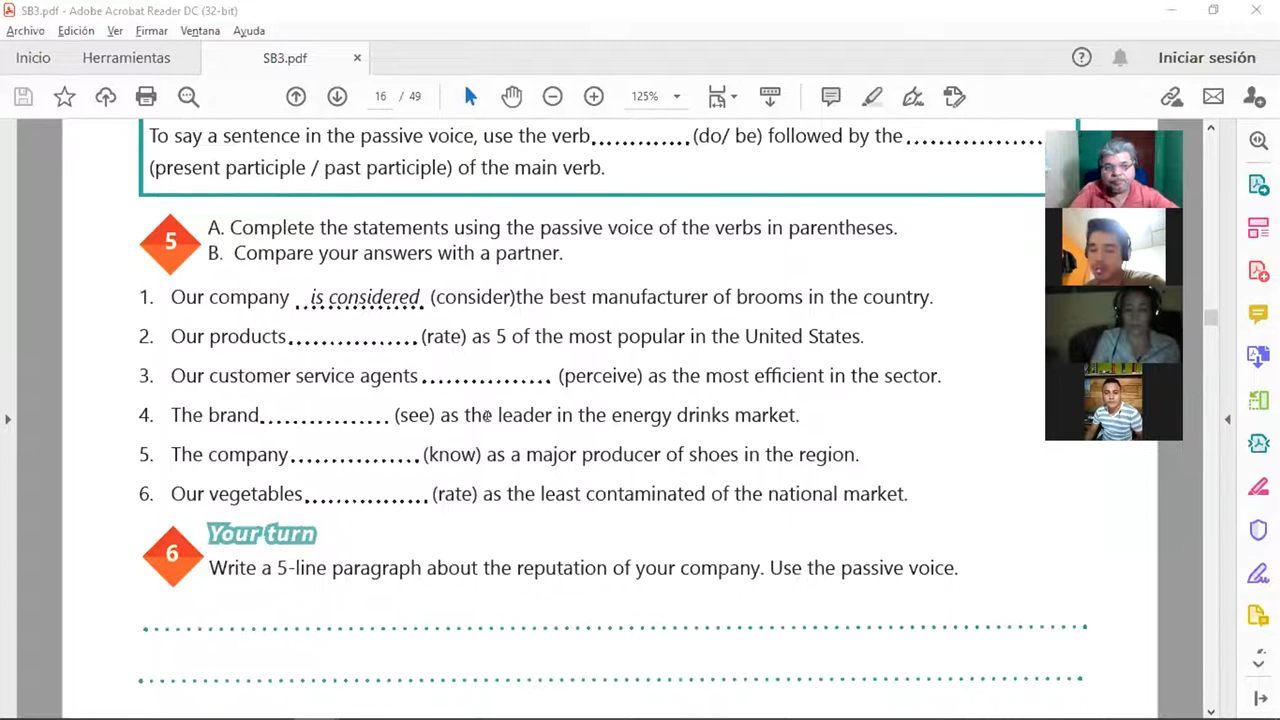 SB3.pdf - Adobe Acrobat Reader DC (32-bit)
Archivo Edición Ver Firmar Ventana Ayuda
Inicio Herramientas SB3.pdf × Iniciar sesión
16 / 49 125%
To say a sentence in the passive voice, use the verb............(do/ be) followed by the .................
(present participle / past participle) of the main verb.
5 A. Complete the statements using the passive voice of the verbs in parentheses.
B. Compare your answers with a partner.
1. Our company ..is considered. (consider)the best manufacturer of brooms in the country.
2. Our products................(rate) as 5 of the most popular in the United States.
3. Our customer service agents ................ (perceive) as the most efficient in the sector.
4. The brand................ (see) as the leader in the energy drinks market.
5. The company................(know) as a major producer of shoes in the region.
6. Our vegetables................(rate) as the least contaminated of the national market.
6 Your turn
Write a 5-line paragraph about the reputation of your company. Use the passive voice.